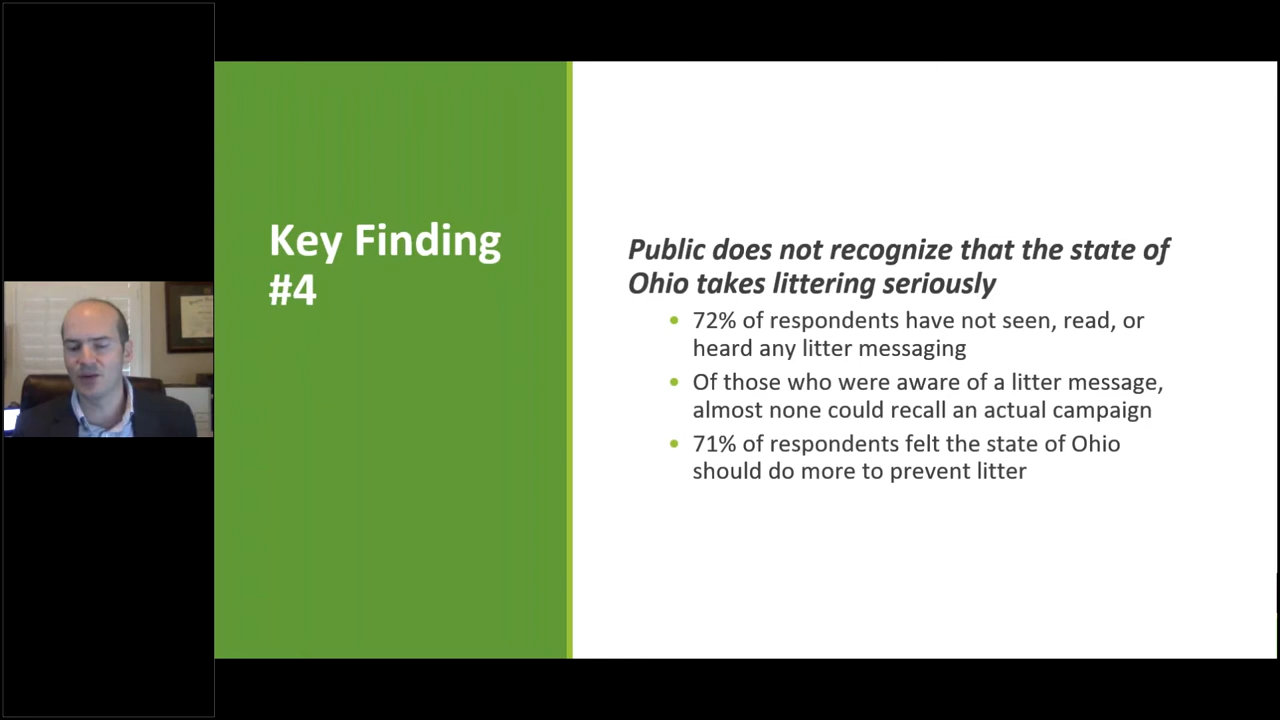 Key Finding
#4
Public does not recognize that the state of
Ohio takes littering seriously
• 72% of respondents have not seen, read, or
heard any litter messaging
• Of those who were aware of a litter message,
almost none could recall an actual campaign
• 71% of respondents felt the state of Ohio
should do more to prevent litter